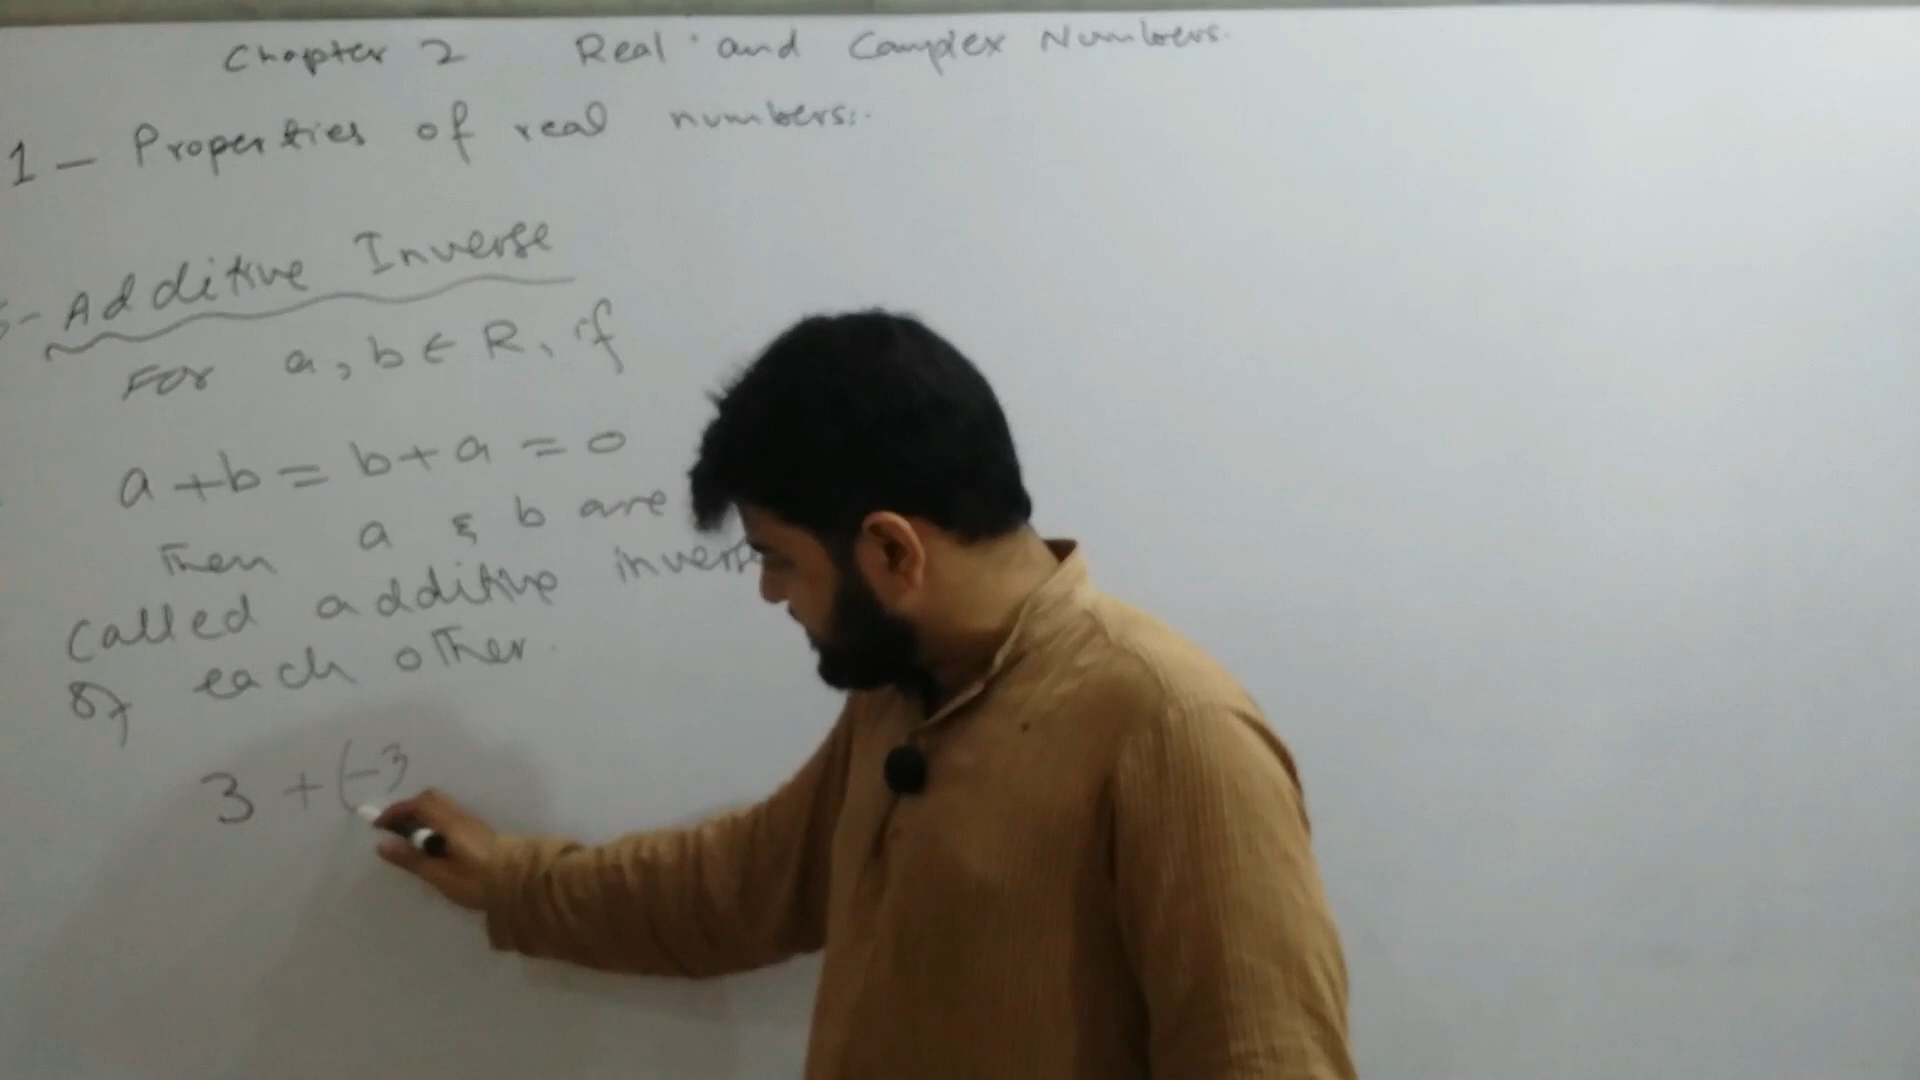 Chapter 2 Real and Complex Numbers.
1 – Properties of real numbers:.
- Additive Inverse
For a, b ∈ R, if
a + b = b + a = 0
Then a & b are
called additive inverse
of each other.
3 + (-3